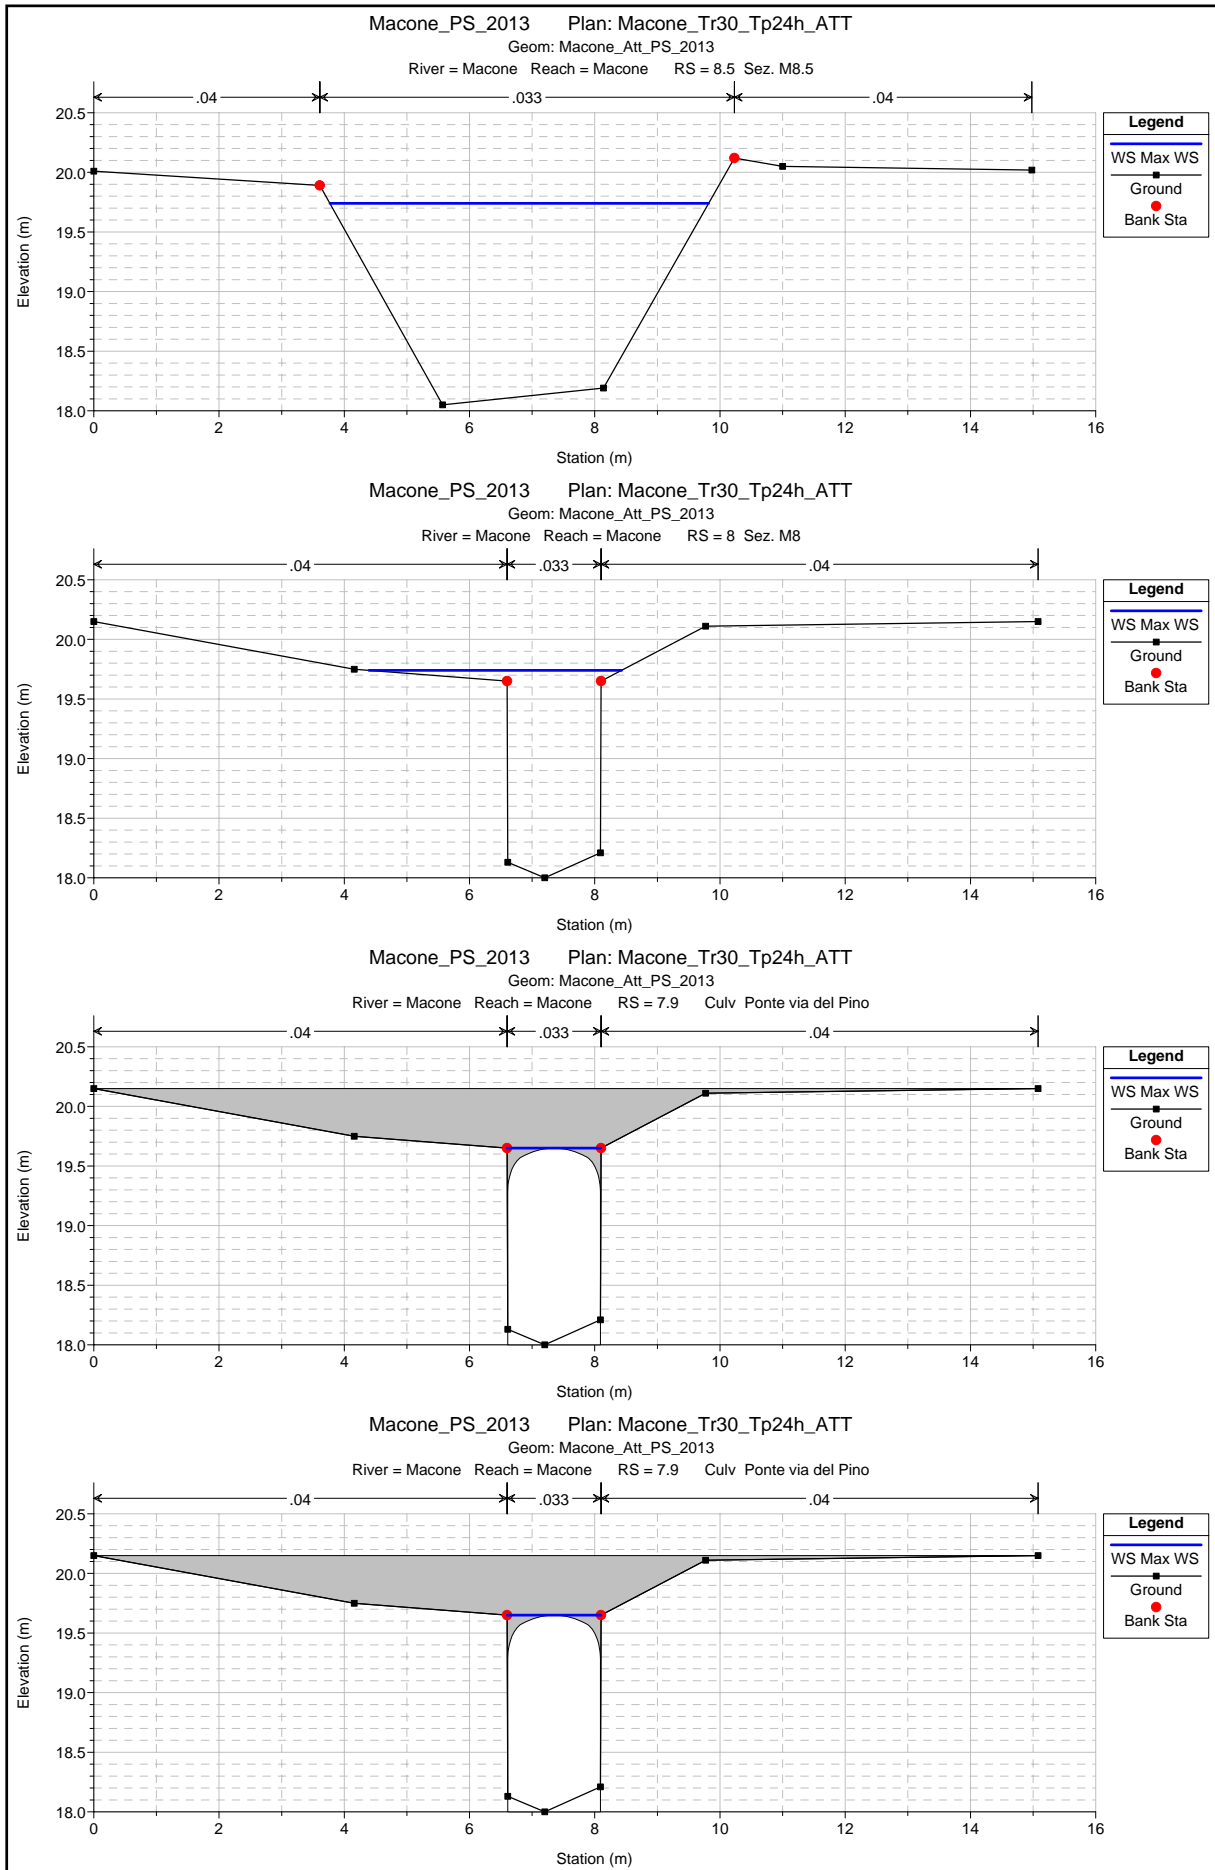 Macone_PS_2013 Plan: Macone_Tr30_Tp24h_ATT
Geom: Macone_Att_PS_2013
River = Macone Reach = Macone RS = 8.5 Sez. M8.5
.04 .033 .04
20.5
20.0
19.5
19.0
18.5
18.0
Elevation (m)
0 2 4 6 8 10 12 14 16
Station (m)
Legend
WS Max WS
Ground
Bank Sta
Macone_PS_2013 Plan: Macone_Tr30_Tp24h_ATT
Geom: Macone_Att_PS_2013
River = Macone Reach = Macone RS = 8 Sez. M8
.04 .033 .04
20.5
20.0
19.5
19.0
18.5
18.0
Elevation (m)
0 2 4 6 8 10 12 14 16
Station (m)
Legend
WS Max WS
Ground
Bank Sta
Macone_PS_2013 Plan: Macone_Tr30_Tp24h_ATT
Geom: Macone_Att_PS_2013
River = Macone Reach = Macone RS = 7.9 Culv Ponte via del Pino
.04 .033 .04
20.5
20.0
19.5
19.0
18.5
18.0
Elevation (m)
0 2 4 6 8 10 12 14 16
Station (m)
Legend
WS Max WS
Ground
Bank Sta
Macone_PS_2013 Plan: Macone_Tr30_Tp24h_ATT
Geom: Macone_Att_PS_2013
River = Macone Reach = Macone RS = 7.9 Culv Ponte via del Pino
.04 .033 .04
20.5
20.0
19.5
19.0
18.5
18.0
Elevation (m)
0 2 4 6 8 10 12 14 16
Station (m)
Legend
WS Max WS
Ground
Bank Sta